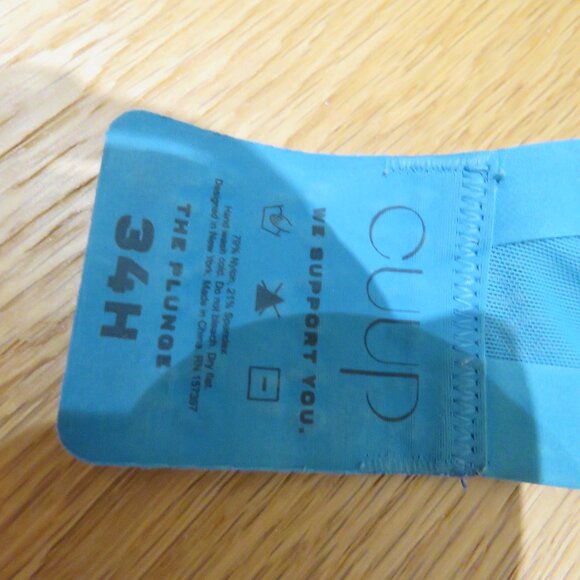 CUUP
WE SUPPORT YOU.
79% Nylon, 21% Spandex
Hand wash cold. Do not bleach. Dry flat.
Designed in New York. Made in China. RN 157397
THE PLUNGE
34H